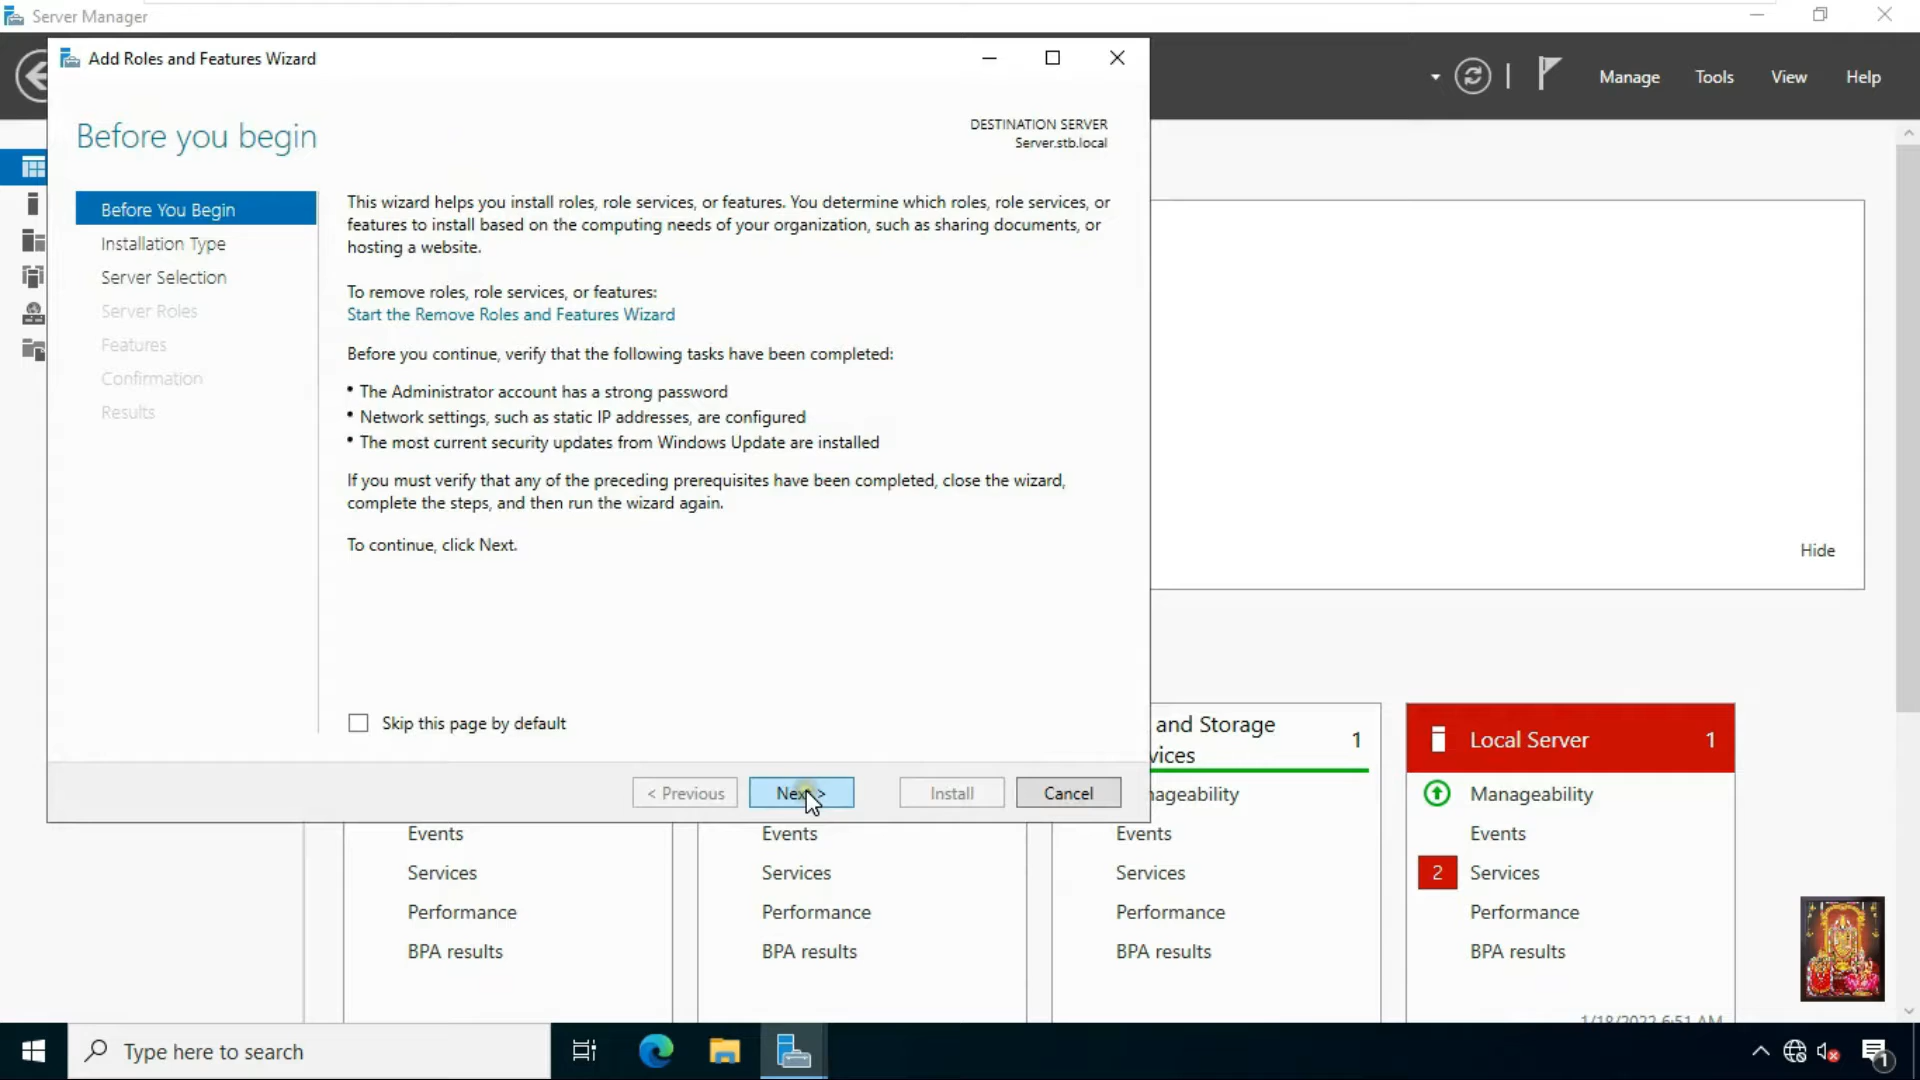 Server Manager
Add Roles and Features Wizard
Manage
Tools
View
Help
Before you begin
DESTINATION SERVER
Server.stb.local
Before You Begin
Installation Type
Server Selection
Server Roles
Features
Confirmation
Results
This wizard helps you install roles, role services, or features. You determine which roles, role services, or
features to install based on the computing needs of your organization, such as sharing documents, or
hosting a website.
To remove roles, role services, or features:
Start the Remove Roles and Features Wizard
Before you continue, verify that the following tasks have been completed:
• The Administrator account has a strong password
• Network settings, such as static IP addresses, are configured
• The most current security updates from Windows Update are installed
If you must verify that any of the preceding prerequisites have been completed, close the wizard,
complete the steps, and then run the wizard again.
To continue, click Next.
Skip this page by default
< Previous
Next >
Install
Cancel
Hide
and Storage
1
Events
Services
Performance
BPA results
Events
Services
Performance
BPA results
Events
Services
Performance
BPA results
Local Server 1
Manageability
Events
2 Services
Performance
BPA results
1/18/2022 6:51 AM
Type here to search
1